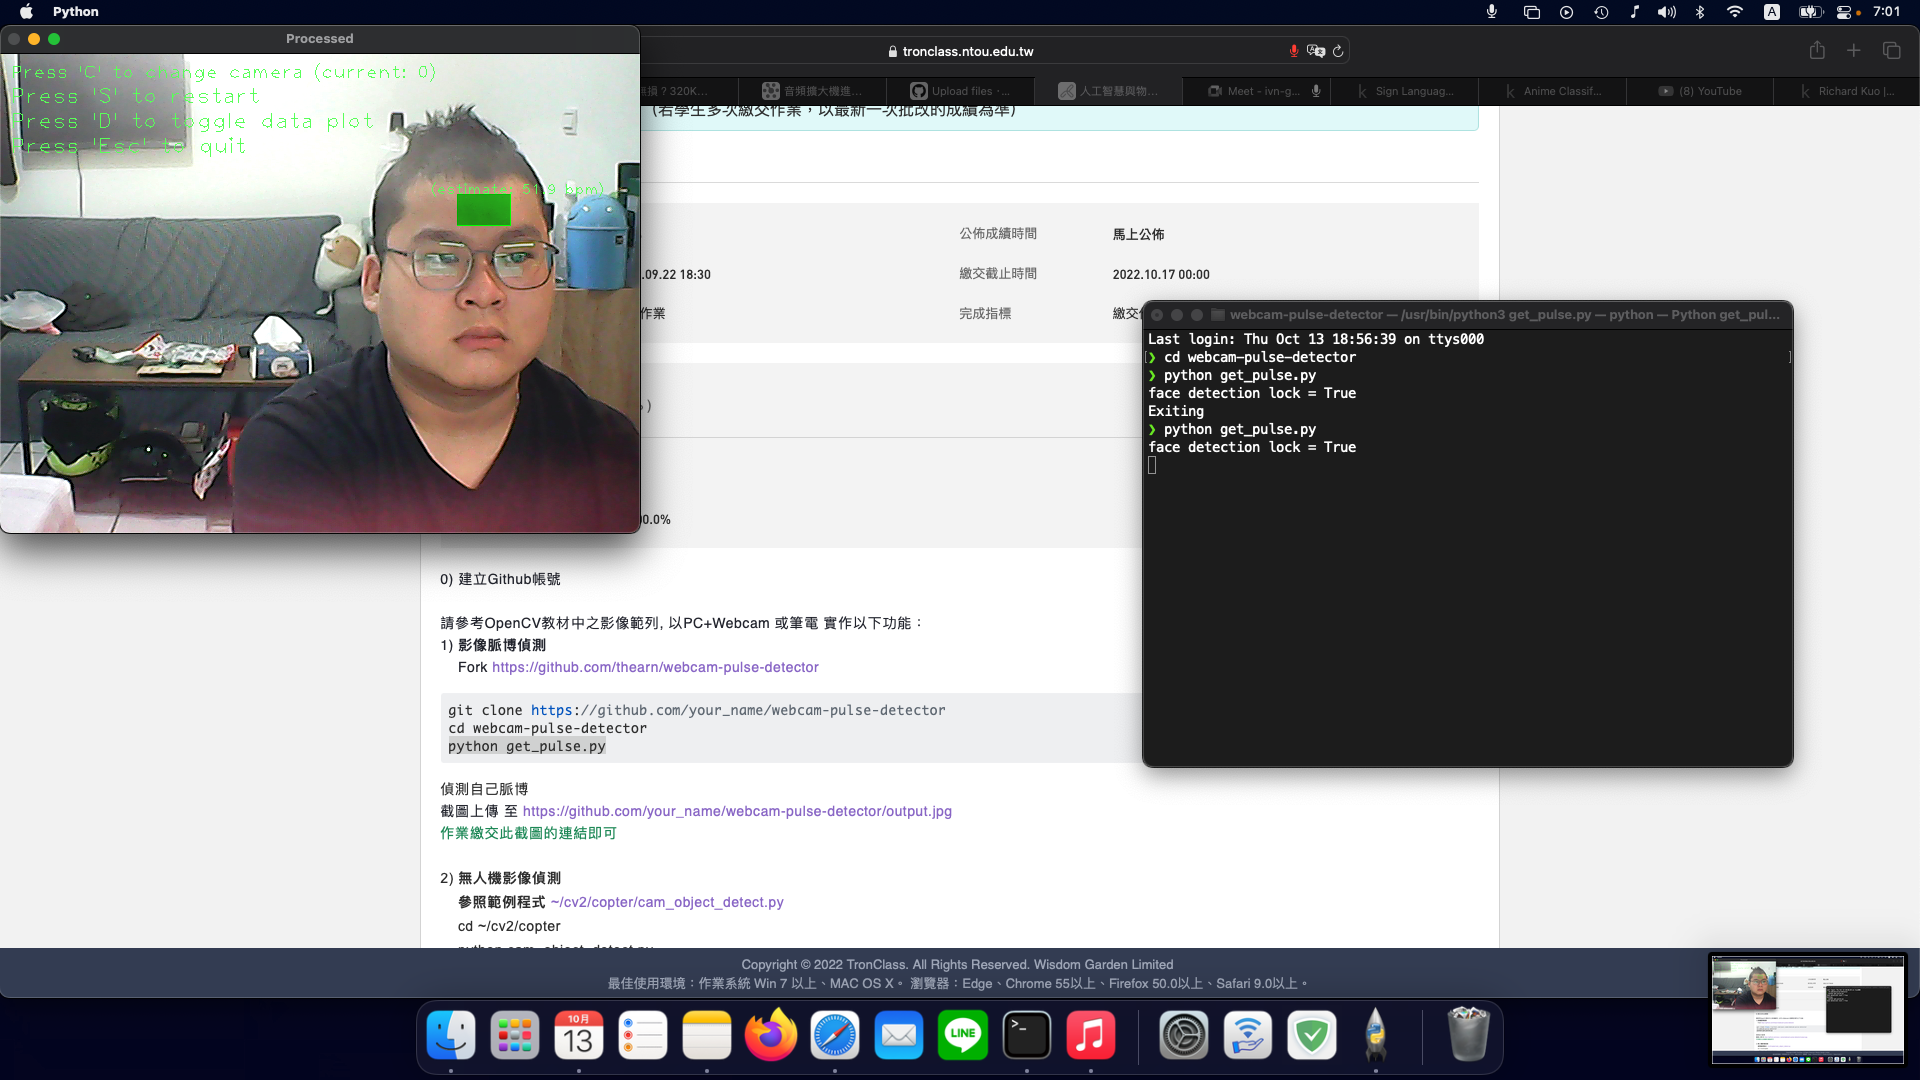 Python
A
7:01
Processed
Press 'C' to change camera (current: 0)
Press 'S' to restart
Press 'D' to toggle data plot
Press 'Esc' to quit
(estimate: 51.9 bpm)
tronclass.ntou.edu.tw
無損？320K...
音頻擴大機進...
Upload files ·...
人工智慧與物...
Meet – ivn-g...
Sign Languag...
Anime Classif...
(8) YouTube
Richard Kuo |...
(若學生多次繳交作業，以最新一次批改的成績為準)
公佈成績時間
馬上公佈
.09.22 18:30
繳交截止時間
2022.10.17 00:00
作業
完成指標
繳交
00.0%
webcam-pulse-detector — /usr/bin/python3 get_pulse.py — python — Python get_pul...
Last login: Thu Oct 13 18:56:39 on ttys000
❯ cd webcam-pulse-detector
❯ python get_pulse.py
face detection lock = True
Exiting
❯ python get_pulse.py
face detection lock = True
0) 建立Github帳號
請參考OpenCV教材中之影像範列, 以PC+Webcam 或筆電 實作以下功能：
1) 影像脈博偵測
Fork https://github.com/thearn/webcam-pulse-detector
git clone https://github.com/your_name/webcam-pulse-detector
cd webcam-pulse-detector
python get_pulse.py
偵測自己脈博
截圖上傳 至 https://github.com/your_name/webcam-pulse-detector/output.jpg
作業繳交此截圖的連結即可
2) 無人機影像偵測
參照範例程式 ~/cv2/copter/cam_object_detect.py
cd ~/cv2/copter
python cam_object_detect.py
Copyright © 2022 TronClass. All Rights Reserved. Wisdom Garden Limited
最佳使用環境：作業系統 Win 7 以上、MAC OS X。 瀏覽器：Edge、Chrome 55以上、Firefox 50.0以上、Safari 9.0以上。
10月
13
LINE